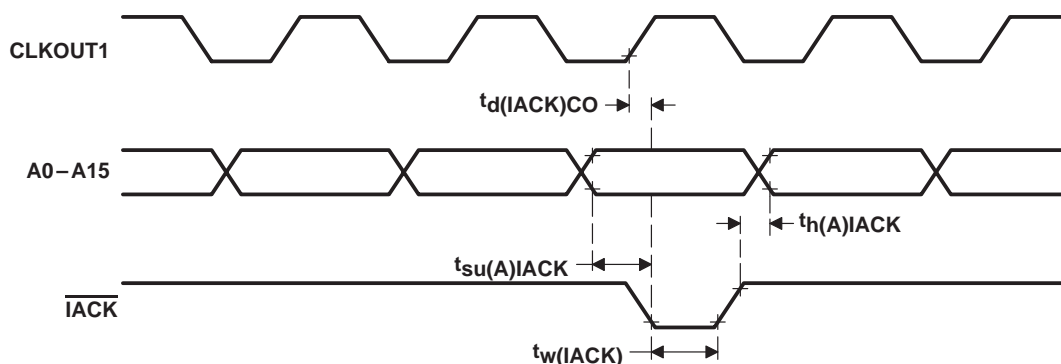 CLKOUT1
td(IACK)CO
A0–A15
th(A)IACK
tsu(A)IACK
IACK
tw(IACK)